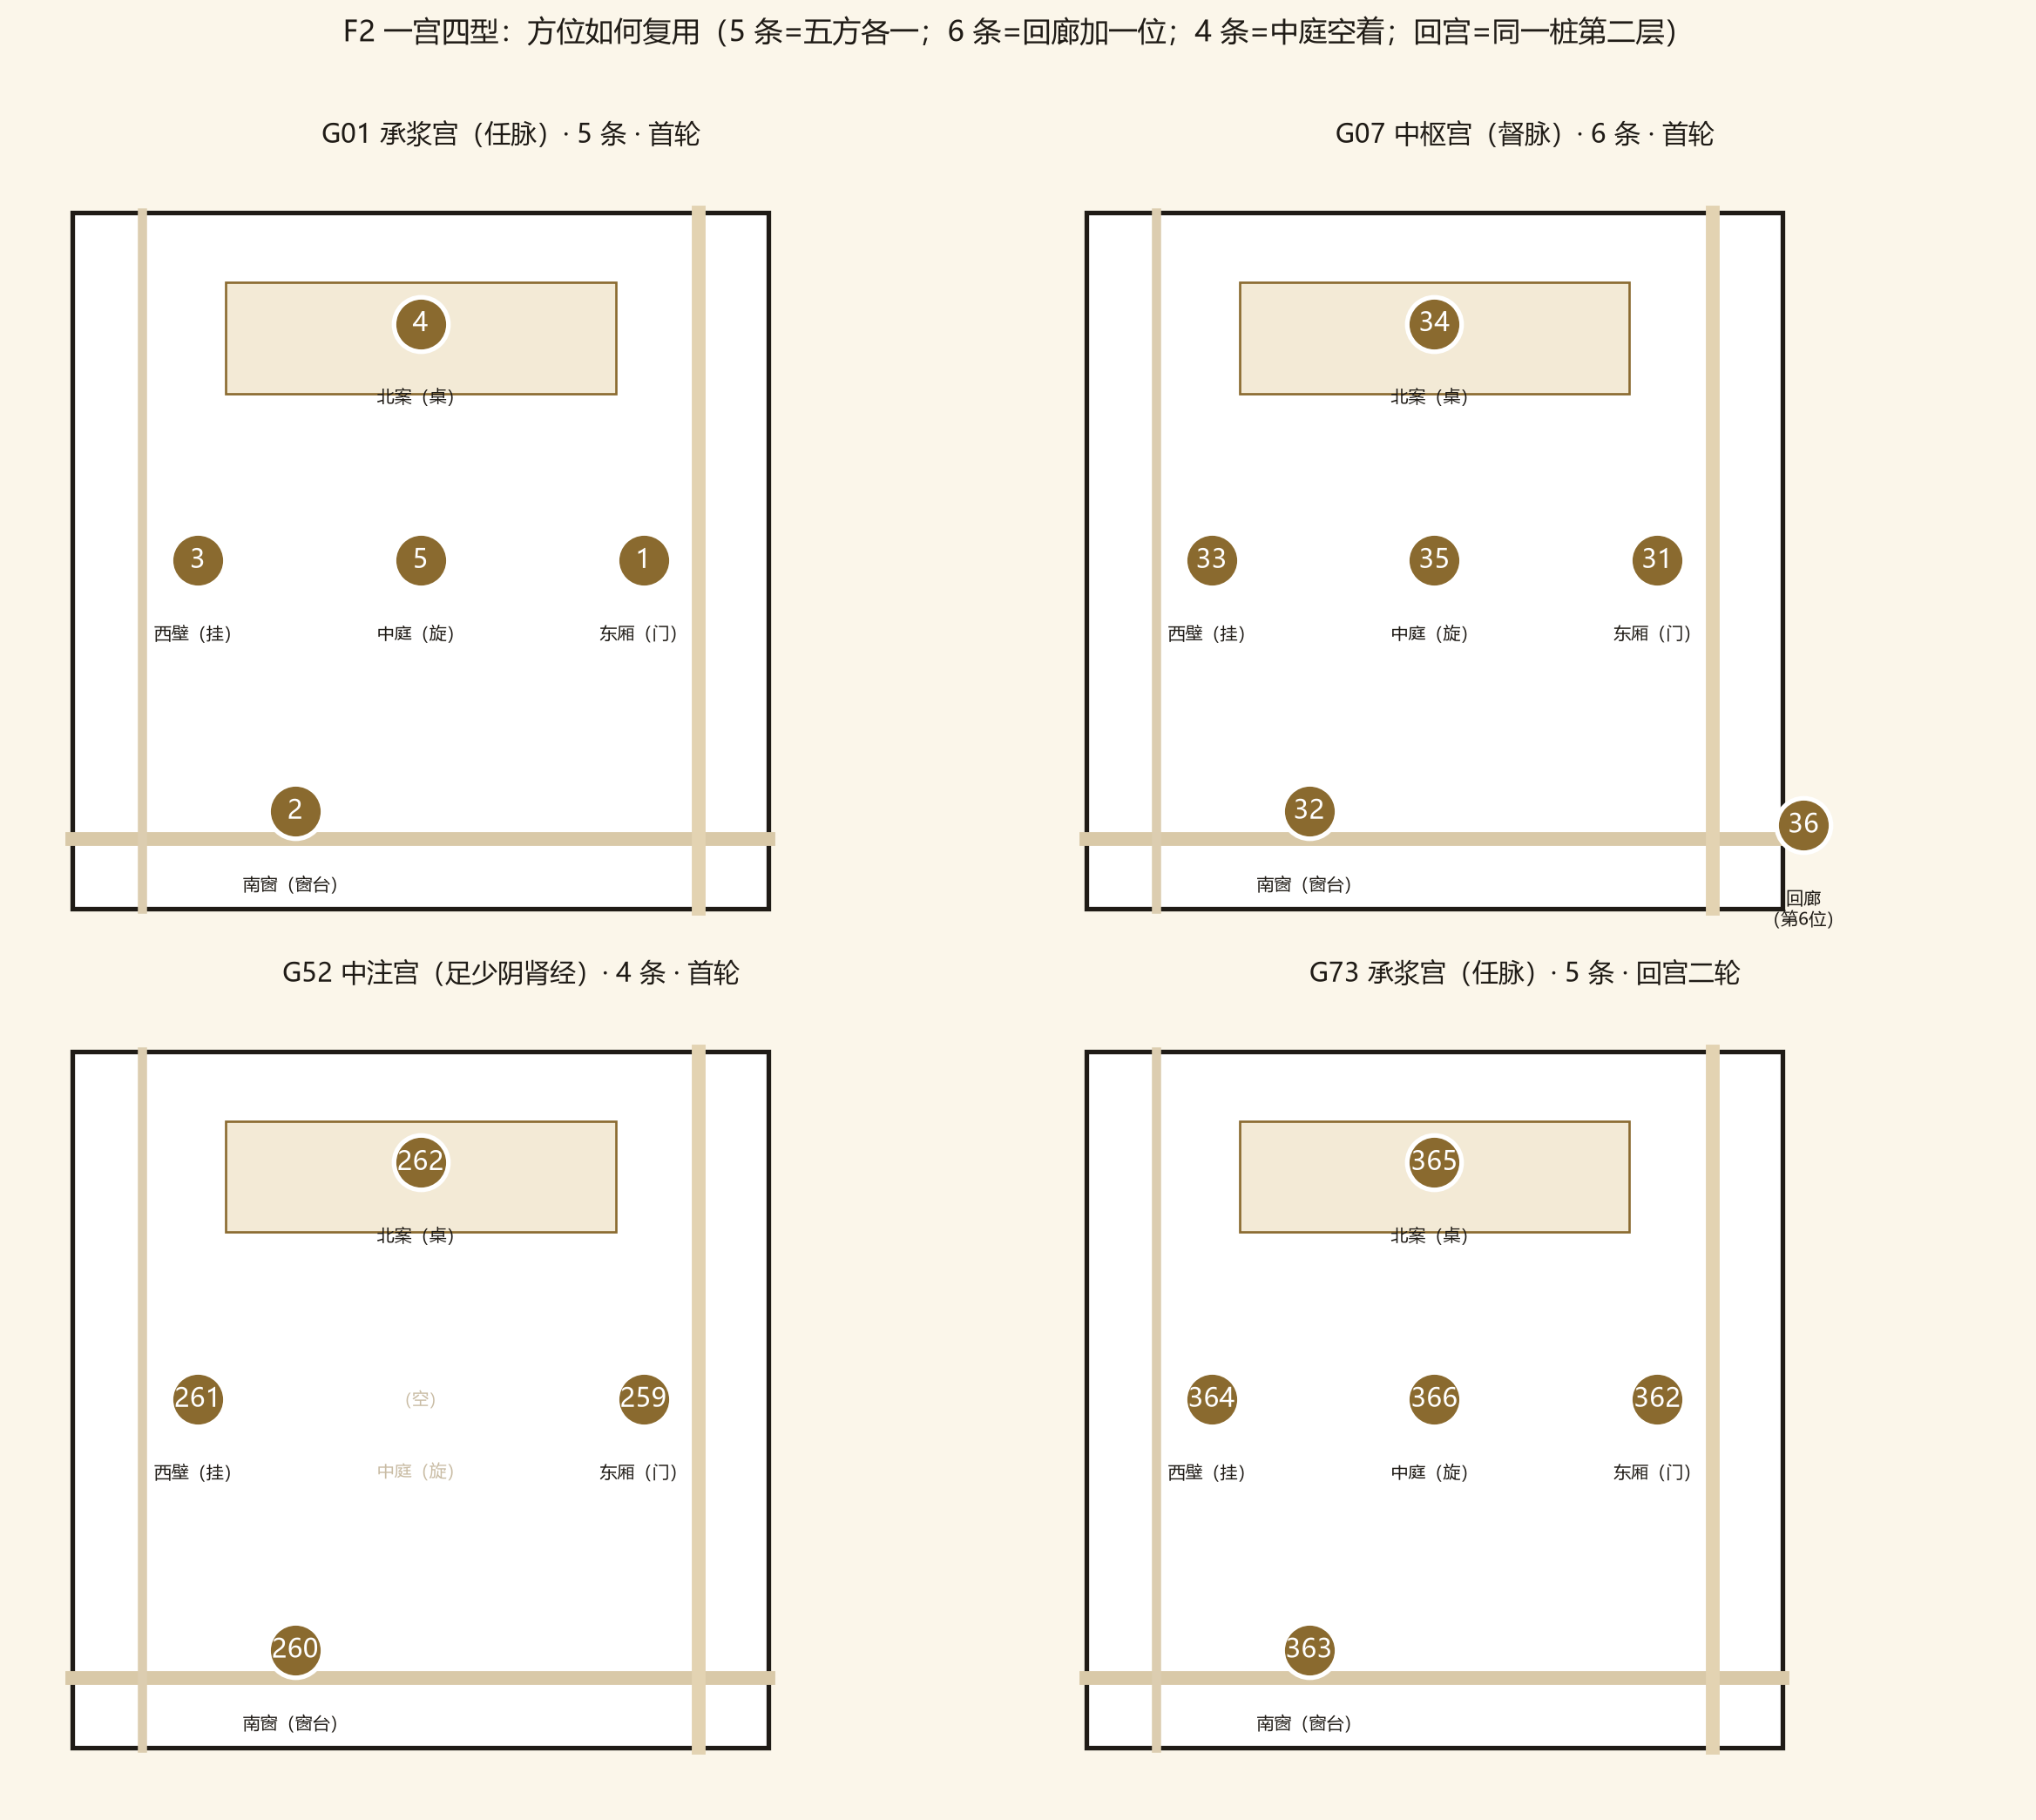 F2 一宫四型：方位如何复用（5 条=五方各一；6 条=回廊加一位；4 条=中庭空着；回宫=同一桩第二层）
G01 承浆宫（任脉）· 5 条 · 首轮
4
北案（桌）
3
5
1
西壁（挂）
中庭（旋）
东厢（门）
2
南窗（窗台）
G07 中枢宫（督脉）· 6 条 · 首轮
34
北案（桌）
33
35
31
西壁（挂）
中庭（旋）
东厢（门）
32
36
南窗（窗台）
回廊
（第6位）
G52 中注宫（足少阴肾经）· 4 条 · 首轮
262
北案（桌）
261
（空）
259
西壁（挂）
中庭（旋）
东厢（门）
260
南窗（窗台）
G73 承浆宫（任脉）· 5 条 · 回宫二轮
365
北案（桌）
364
366
362
西壁（挂）
中庭（旋）
东厢（门）
363
南窗（窗台）